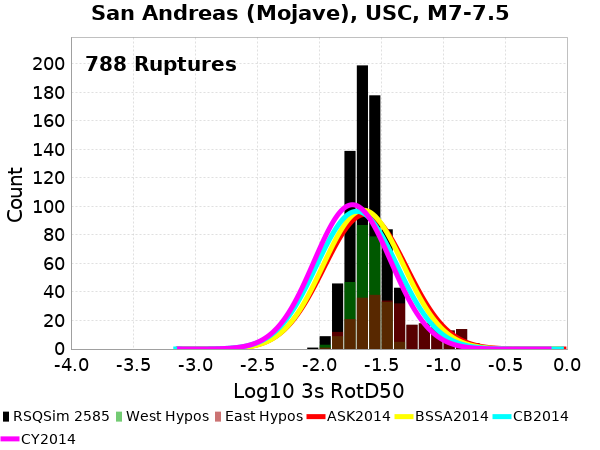 San Andreas (Mojave), USC, M7-7.5
788 Ruptures
Count
200
180
160
140
120
100
80
60
40
20
0
-4.0 -3.5 -3.0 -2.5 -2.0 -1.5 -1.0 -0.5 0.0
Log10 3s RotD50
RSQSim 2585 West Hypos East Hypos ASK2014 BSSA2014 CB2014
CY2014